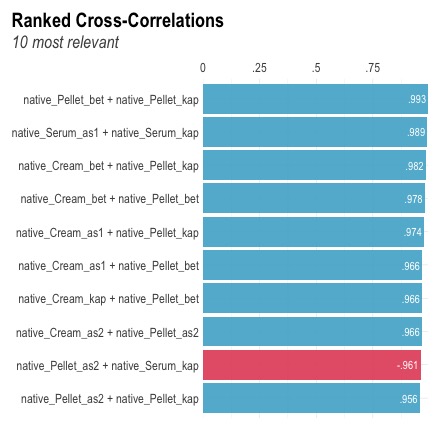 Ranked Cross-Correlations
10 most relevant
0 .25 .5 .75
native_Pellet_bet + native_Pellet_kap .993
native_Serum_as1 + native_Serum_kap .989
native_Cream_bet + native_Pellet_kap .982
native_Cream_bet + native_Pellet_bet .978
native_Cream_as1 + native_Pellet_kap .974
native_Cream_as1 + native_Pellet_bet .966
native_Cream_kap + native_Pellet_bet .966
native_Cream_as2 + native_Pellet_as2 .966
native_Pellet_as2 + native_Serum_kap -.961
native_Pellet_as2 + native_Pellet_kap .956